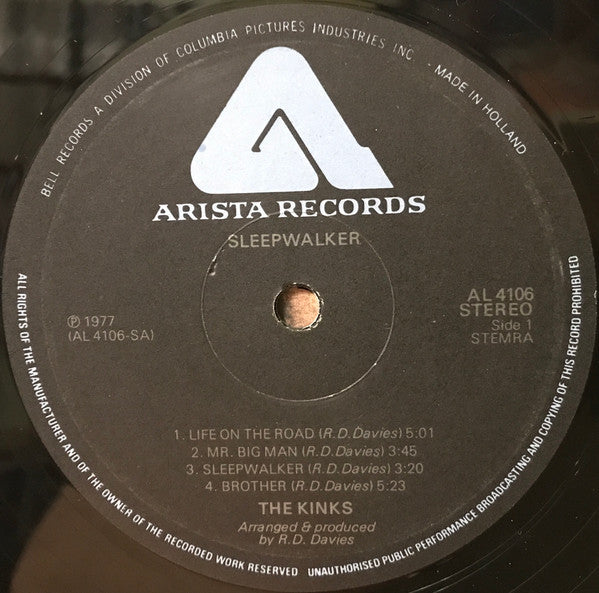 BELL RECORDS A DIVISION OF COLUMBIA PICTURES INDUSTRIES INC - MADE IN HOLLAND
ARISTA RECORDS
SLEEPWALKER
℗ 1977
(AL 4106-SA)
AL 4106
STEREO
Side 1
STEMRA
1. LIFE ON THE ROAD (R.D. Davies) 5:01
2. MR. BIG MAN (R.D. Davies) 3:45
3. SLEEPWALKER (R.D. Davies) 3:20
4. BROTHER (R.D. Davies) 5:23
THE KINKS
Arranged & produced
by R.D. Davies
ALL RIGHTS OF THE MANUFACTURER AND OF THE OWNER OF THE RECORDED WORK RESERVED UNAUTHORISED PUBLIC PERFORMANCE BROADCASTING AND COPYING OF THIS RECORD PROHIBITED